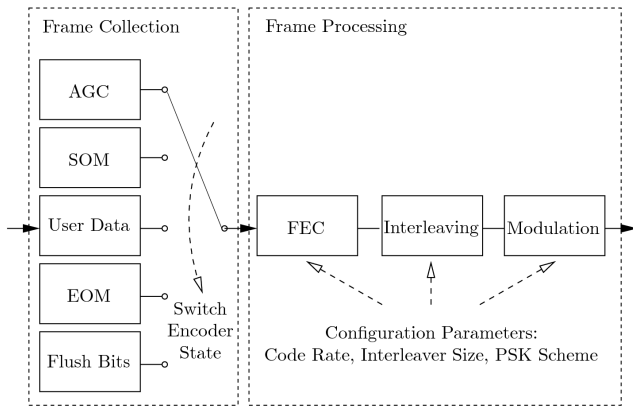 Frame Collection
AGC
SOM
User Data
EOM
Flush Bits
Switch
Encoder
State
Frame Processing
FEC
Interleaving
Modulation
Configuration Parameters:
Code Rate, Interleaver Size, PSK Scheme